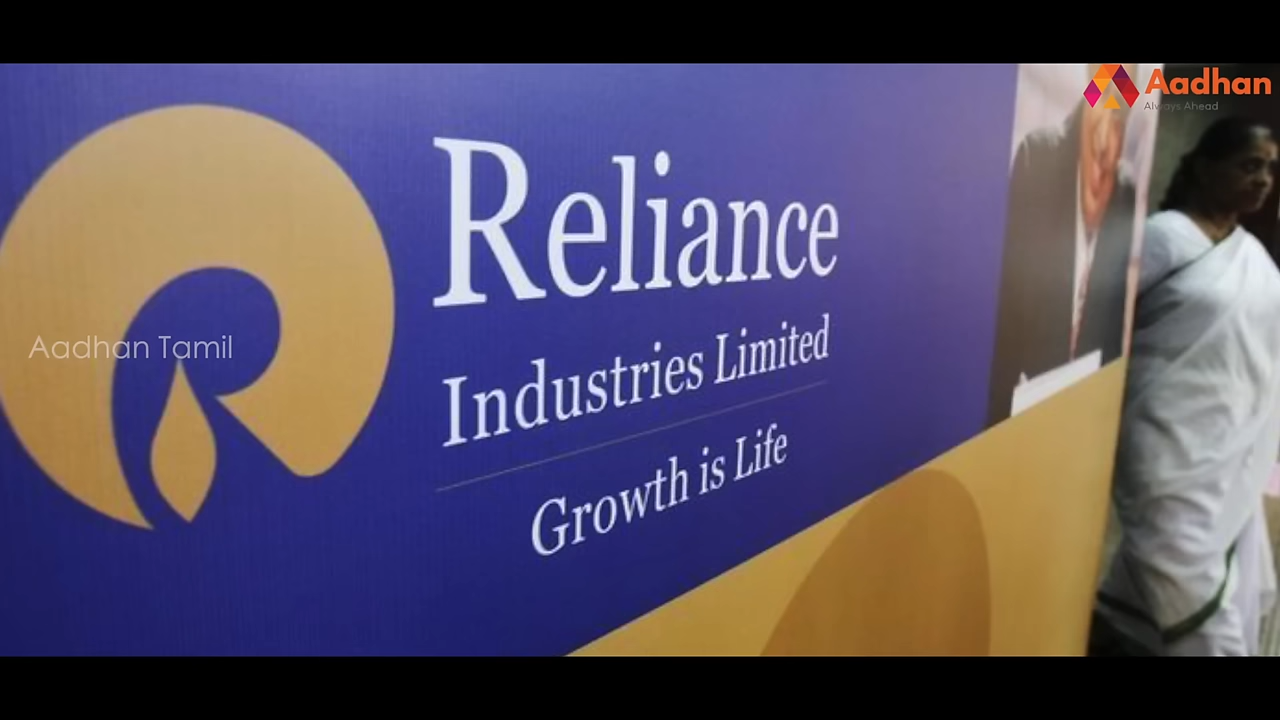 Aadhan
Always Ahead
Reliance
Industries Limited
Growth is Life
Aadhan Tamil